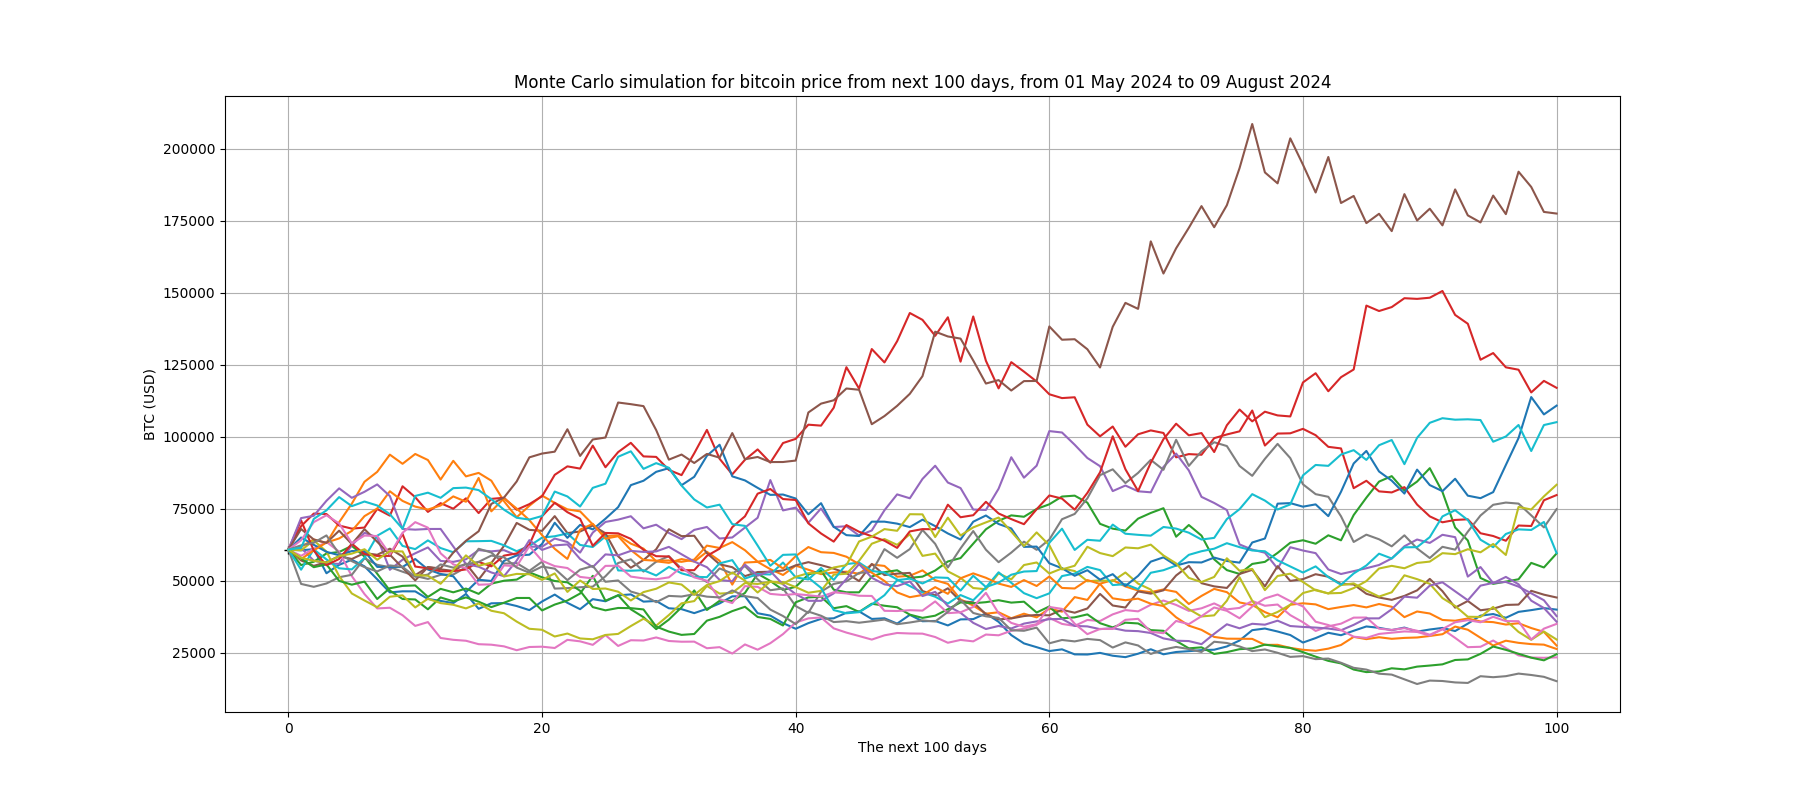 Monte Carlo simulation for bitcoin price from next 100 days, from 01 May 2024 to 09 August 2024
200000
175000
150000
125000
100000
75000
50000
25000
BTC (USD)
0 20 40 60 80 100
The next 100 days